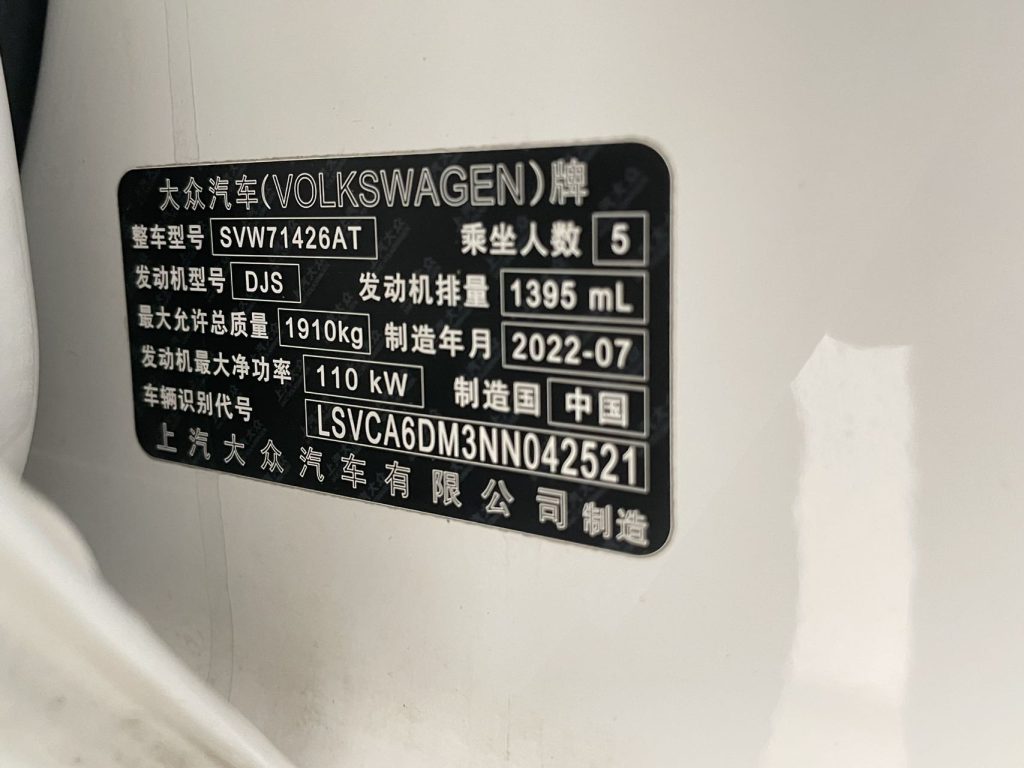 大众汽车(VOLKSWAGEN)牌
整车型号 SVW71426AT 乘坐人数 5
发动机型号 DJS 发动机排量 1395 mL
最大允许总质量 1910kg 制造年月 2022-07
发动机最大净功率 110 kW 制造国 中国
车辆识别代号 LSVCA6DM3NN042521
上汽大众汽车有限公司 制造